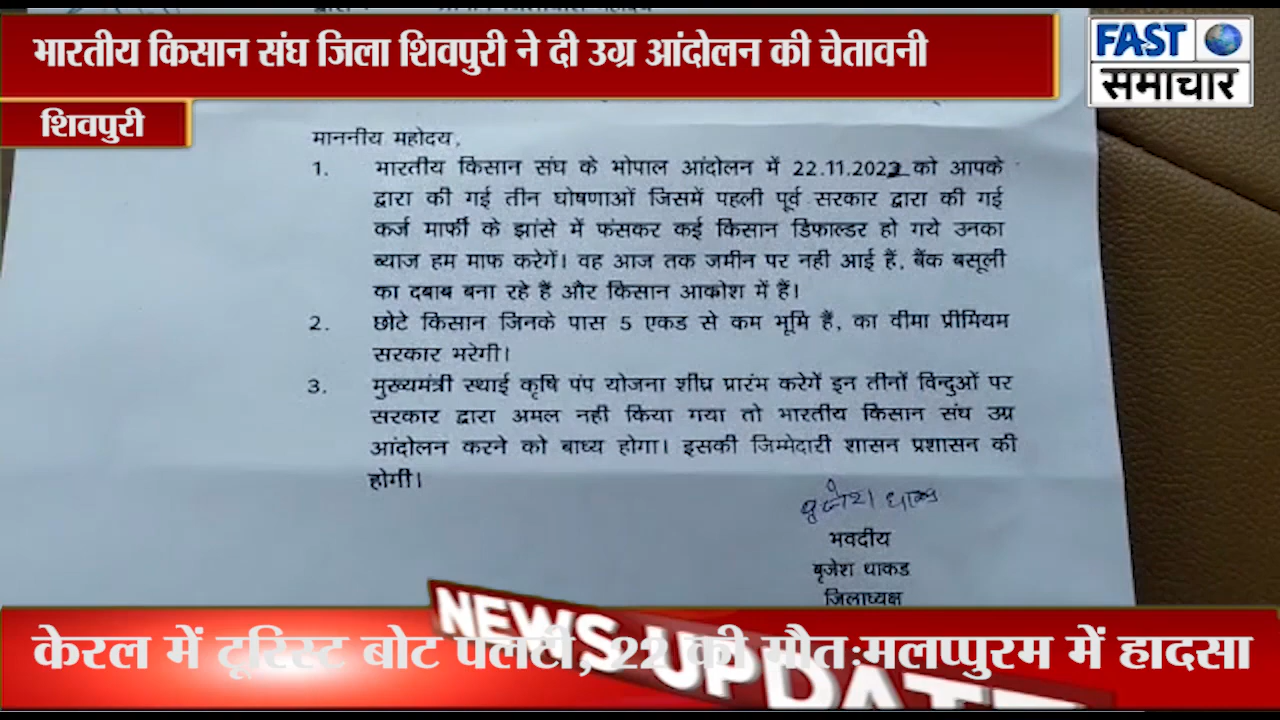 भारतीय किसान संघ जिला शिवपुरी ने दी उग्र आंदोलन की चेतावनी
FAST
समाचार
शिवपुरी
माननीय महोदय,
1. भारतीय किसान संघ के भोपाल आंदोलन में 22.11.2022 को आपके
द्वारा की गई तीन घोषणाओं जिसमें पहली पूर्व सरकार द्वारा की गई
कर्ज मार्फी के झांसे में फंसकर कई किसान डिफाल्डर हो गये उनका
ब्याज हम माफ करेगें। वह आज तक जमीन पर नही आई हैं, बैंक बसूली
का दबाब बना रहे हैं और किसान आकोश में हैं।
2. छोटे किसान जिनके पास 5 एकड से कम भूमि हैं, का वीमा प्रीमियम
सरकार भरेगी।
3. मुख्यमंत्री स्थाई कृषि पंप योजना शीघ्र प्रारंभ करेगें इन तीनों विन्दुओं पर
सरकार द्वारा अमल नही किया गया तो भारतीय किसान संघ उग्र
आंदोलन करने को बाध्य होगा। इसकी जिम्मेदारी शासन प्रशासन की
होगी।
बृजेश धाकड
भवदीय
बृजेश धाकड
जिलाध्यक्ष
NEWS UPDATE
केरल में टूरिस्ट बोट पलटी, 22 की मौत:मलप्पुरम में हादसा